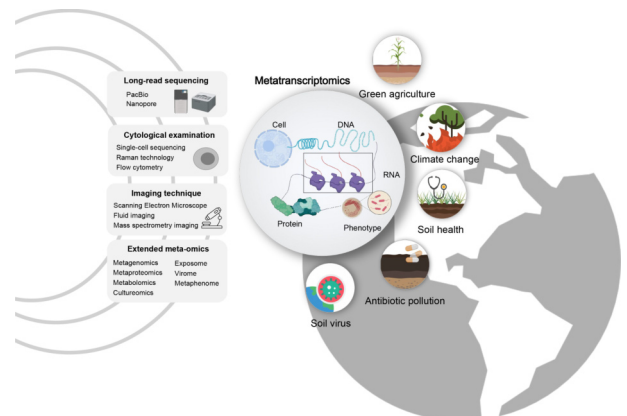 Long-read sequencing
PacBio
Nanopore
Cytological examination
Single-cell sequencing
Raman technology
Flow cytometry
Imaging technique
Scanning Electron Microscope
Fluid imaging
Mass spectrometry imaging
Extended meta-omics
Metagenomics
Metaproteomics
Metabolomics
Cultureomics
Exposome
Virome
Metaphenome
Metatranscriptomics
Cell
DNA
RNA
Protein
Phenotype
Green agriculture
Climate change
Soil health
Antibiotic pollution
Soil virus